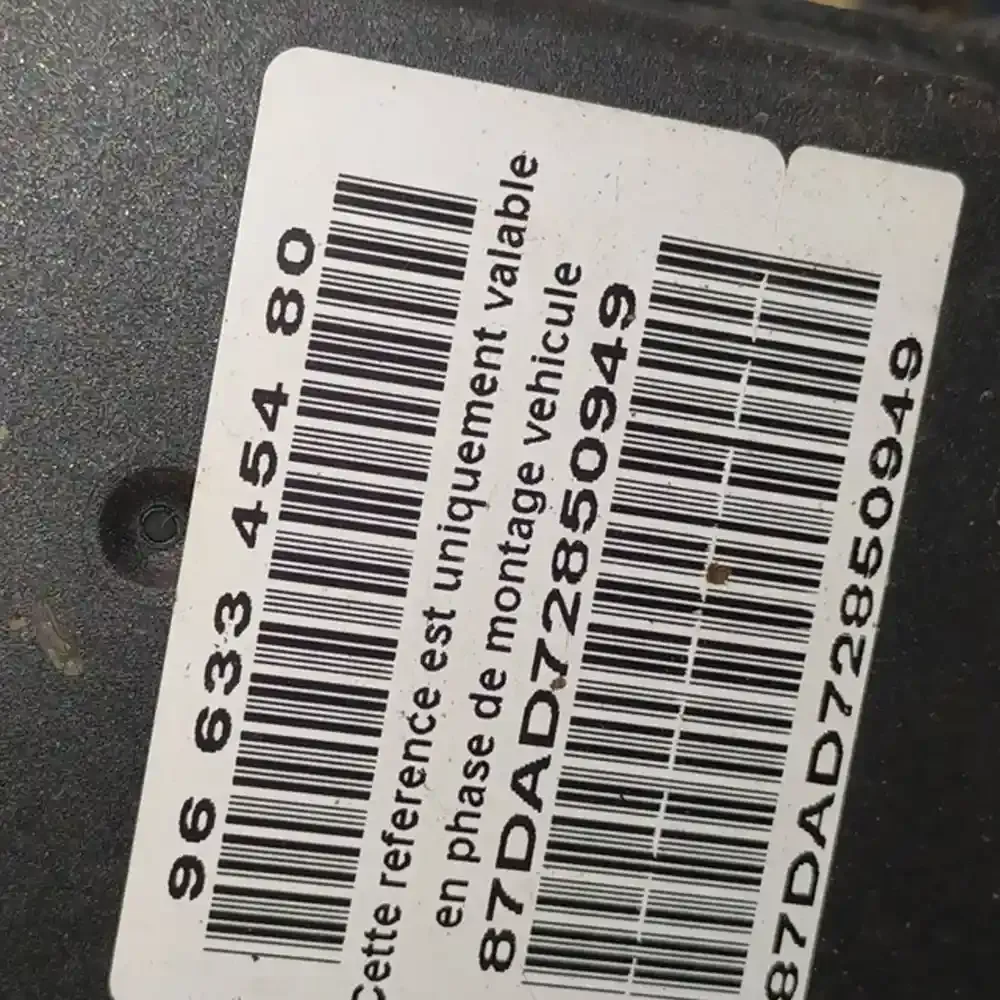 96 633 454 80
Cette reference est uniquement valable
en phase de montage vehicule
87DAD72850949
87DAD72850949